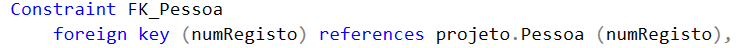 Constraint FK_Pessoa
foreign key (numRegisto) references projeto.Pessoa (numRegisto),